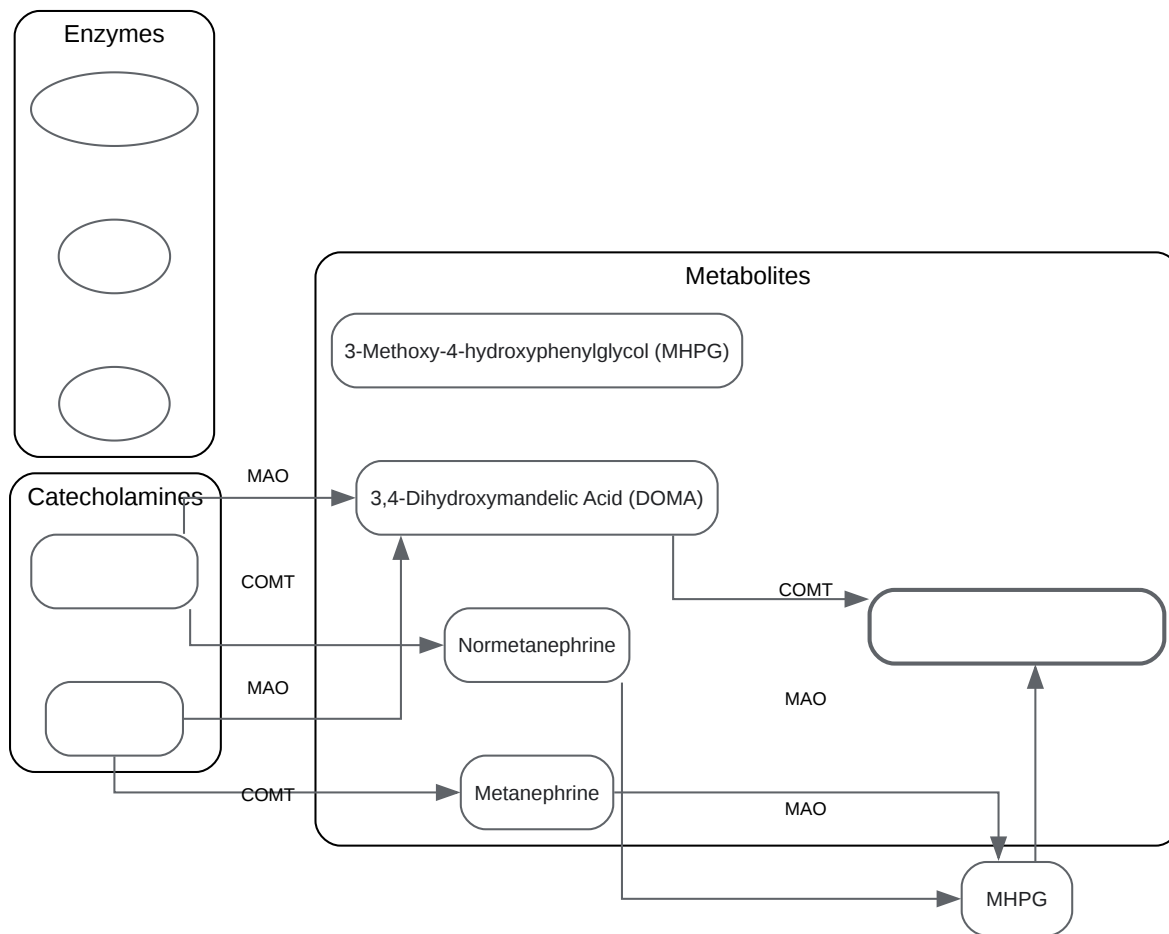 Enzymes
Metabolites
3-Methoxy-4-hydroxyphenylglycol (MHPG)
MAO
3,4-Dihydroxymandelic Acid (DOMA)
Catecholamines
COMT
COMT
Normetanephrine
MAO
MAO
Metanephrine
COMT
MAO
MHPG